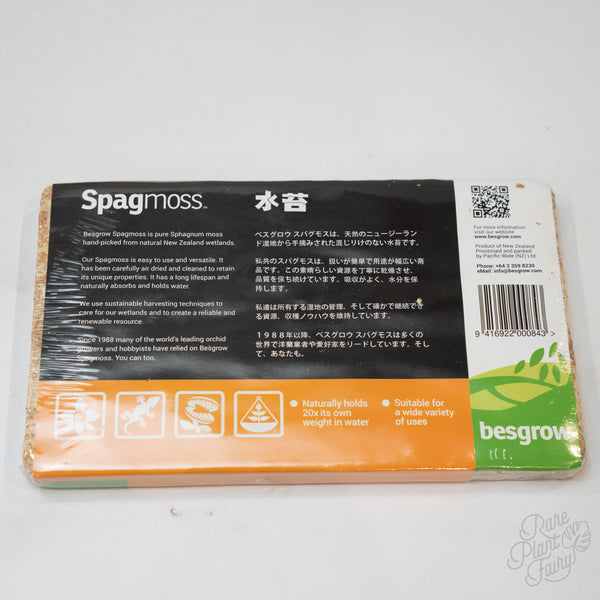 Spagmoss™
Besgrow Spagmoss is pure Sphagnum moss
hand-picked from natural New Zealand wetlands.
Our Spagmoss is easy to use and versatile. It
has been carefully air dried and cleaned to retain
its unique properties. It has a long lifespan and
naturally absorbs and holds water.
We use sustainable harvesting techniques to
care for our wetlands and to create a reliable and
renewable resource.
Since 1988 many of the world's leading orchid
growers and hobbyists have relied on Besgrow
Spagmoss. You can too.
水苔
ベスグロウ スパグモスは、天然のニュージーラン
ド湿地から手摘みされた混じりけのない水苔です。
私共のスパグモスは、扱いが簡単で用途が幅広い商
品です。この素晴らしい資源を丁寧に乾燥させ、
品質を保ち続けています。吸収がよく、水分を保
持します。
私達は所有する湿地の管理、そして確かで継続でき
る資源、収穫ノウハウを持っています。
１９８８年以降、ベスグロウ スパグモスは多くの
世界で洋蘭業者や愛好家をリードしています。そし
て、あなたも。
For more information
visit our website
www.besgrow.com
Product of New Zealand
Processed and packed
by Pacific Wide (NZ) Ltd.
Phone: +64 3 359 8230
eMail: info@besgrow.com
9 416922 000843 >
• Naturally holds
20x its own
weight in water
• Suitable for
a wide variety
of uses
besgrow
Rare
Plant
Fairy